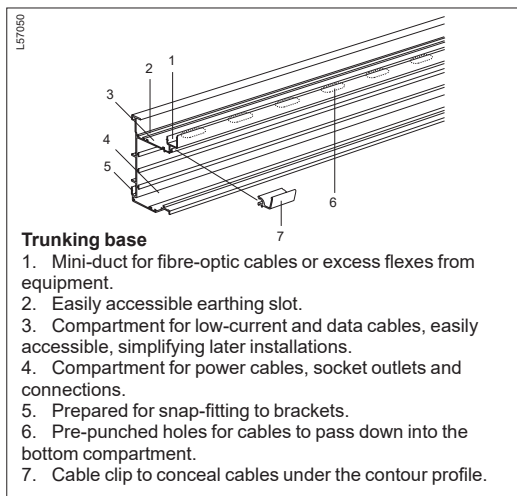 L57050
1
2
3
4
5
6
7
Trunking base
1. Mini-duct for fibre-optic cables or excess flexes from
equipment.
2. Easily accessible earthing slot.
3. Compartment for low-current and data cables, easily
accessible, simplifying later installations.
4. Compartment for power cables, socket outlets and
connections.
5. Prepared for snap-fitting to brackets.
6. Pre-punched holes for cables to pass down into the
bottom compartment.
7. Cable clip to conceal cables under the contour profile.